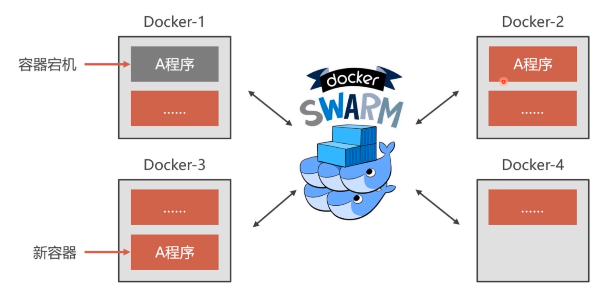 Docker-1
容器宕机
A程序
......
Docker-2
A程序
......
docker
SWARM
Docker-3
......
新容器
A程序
Docker-4
......